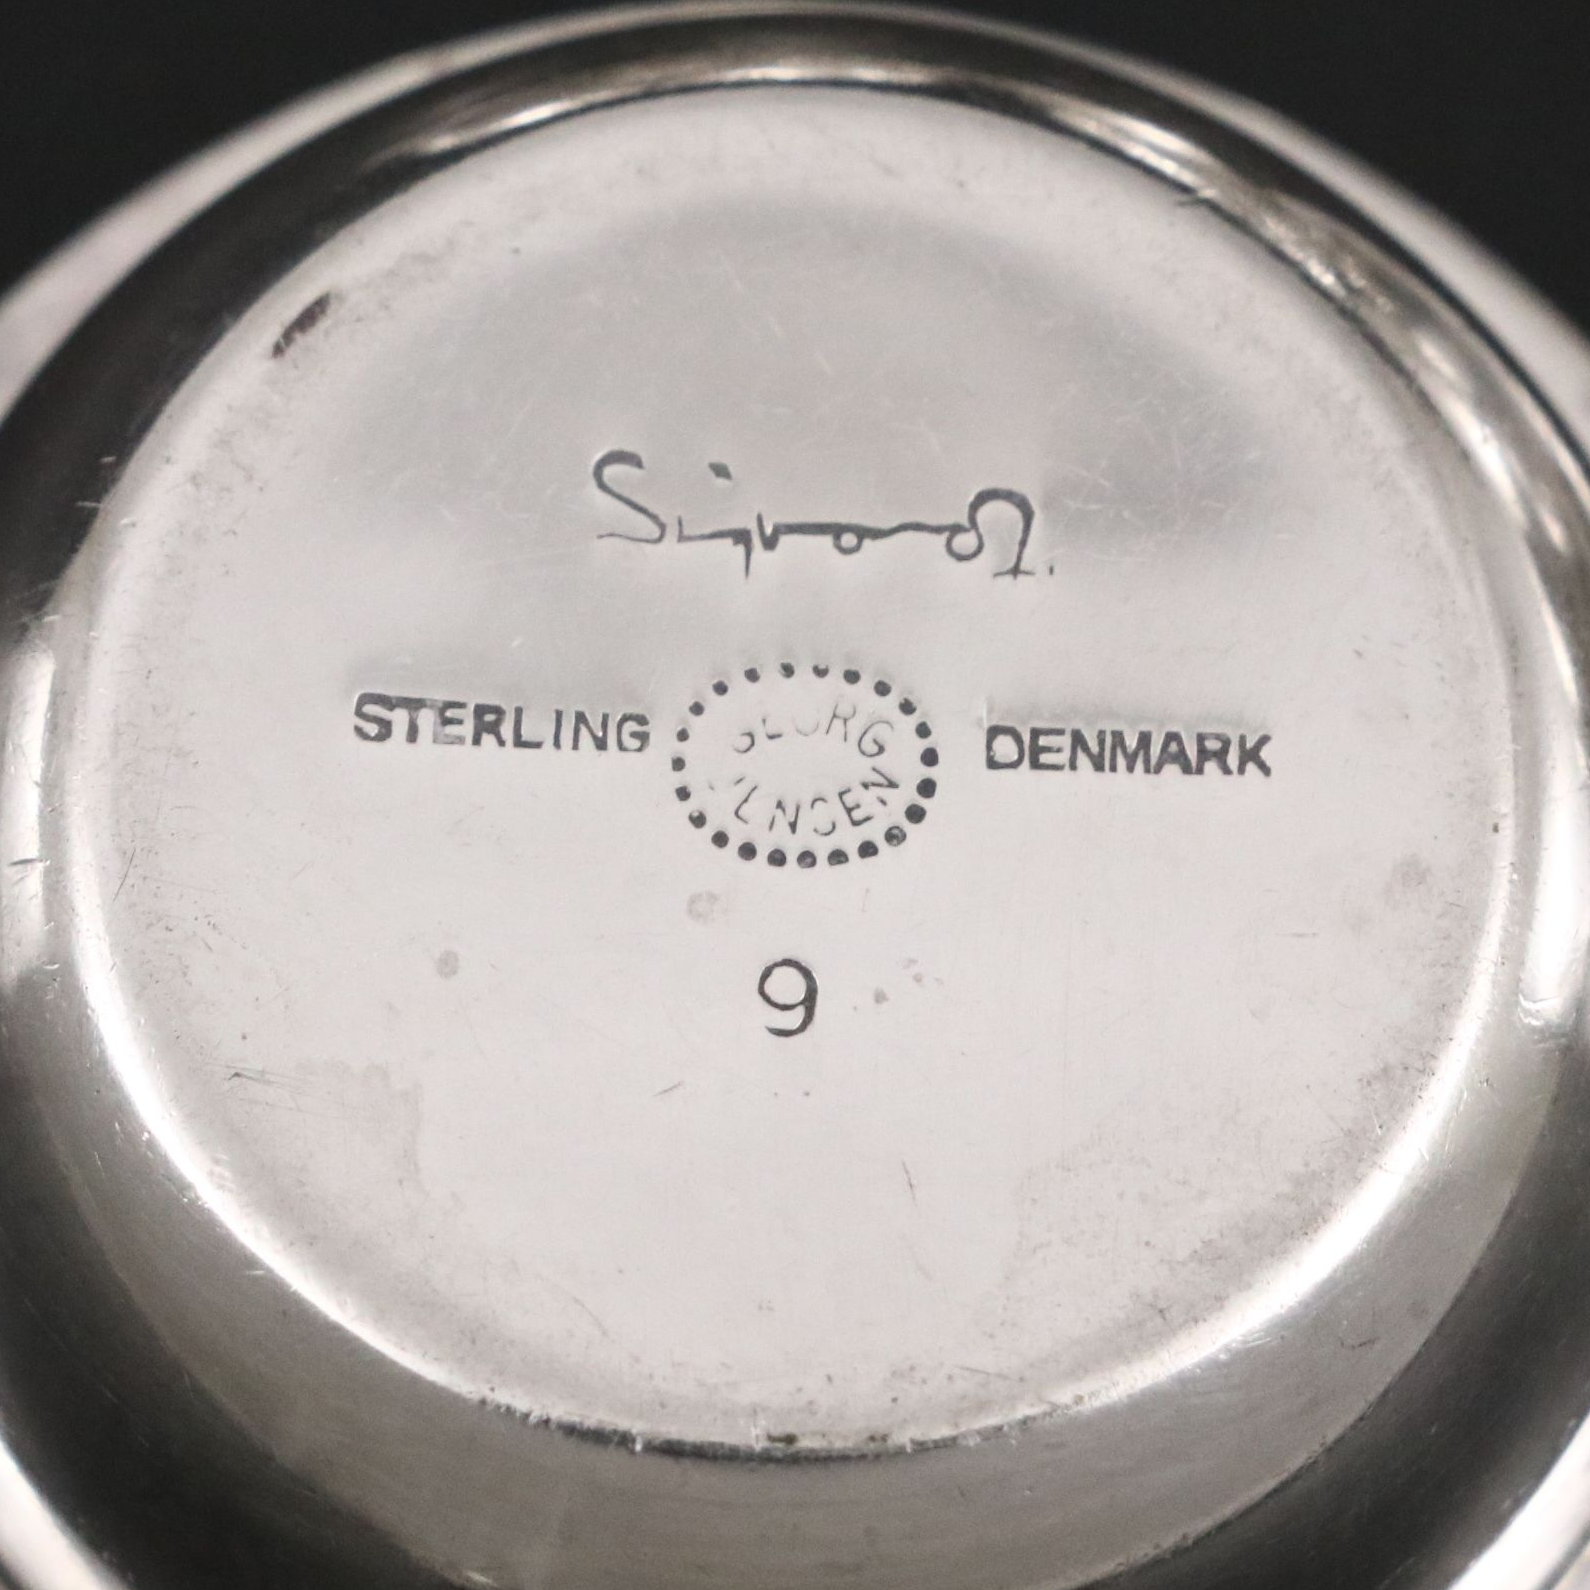 Sigvard.
STERLING GEORG JENSEN DENMARK
9